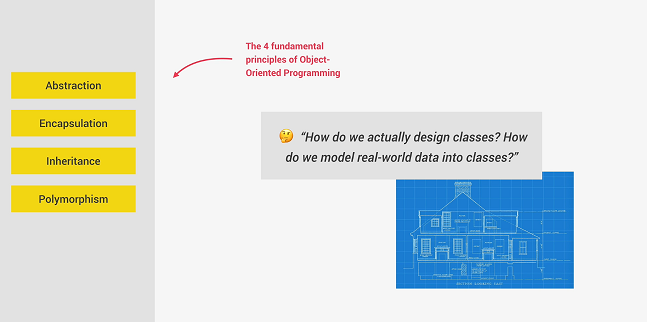 The 4 fundamental
principles of Object-
Oriented Programming
Abstraction
Encapsulation
Inheritance
Polymorphism
“How do we actually design classes? How
do we model real-world data into classes?”